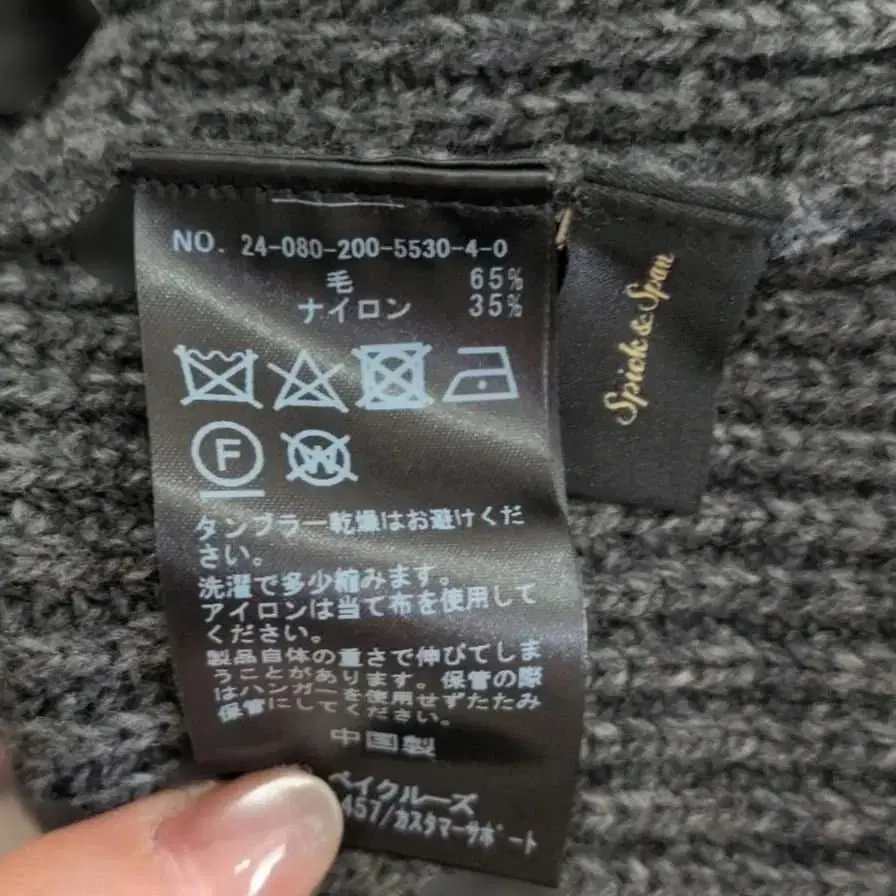 NO. 24-080-200-5530-4-0
毛 65%
ナイロン 35%
F
W
タンブラー乾燥はお避けくだ
さい。
洗濯で多少縮みます。
アイロンは当て布を使用して
ください。
製品自体の重さで伸びてしま
うことがあります。保管の際
はハンガーを使用せずたたみ
保管にしてください。
中国製
ベイクルーズ
457/カスタマーサポート
Spick & Span